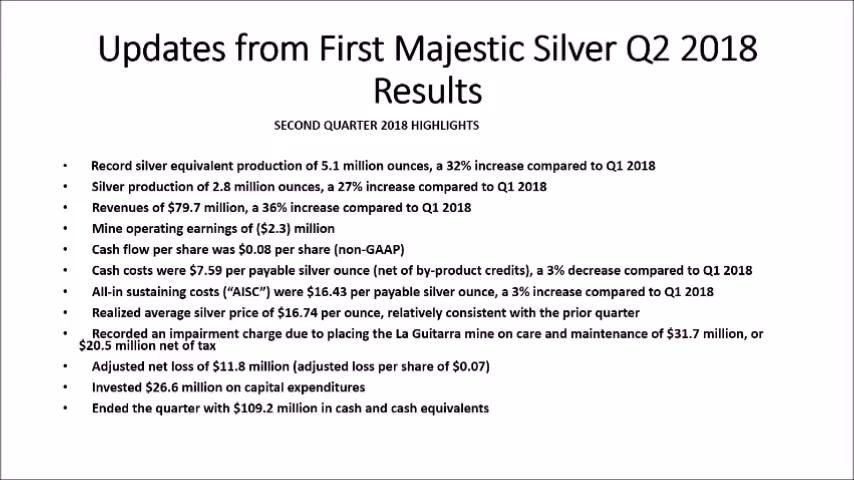 Updates from First Majestic Silver Q2 2018
Results
SECOND QUARTER 2018 HIGHLIGHTS
• Record silver equivalent production of 5.1 million ounces, a 32% increase compared to Q1 2018
• Silver production of 2.8 million ounces, a 27% increase compared to Q1 2018
• Revenues of $79.7 million, a 36% increase compared to Q1 2018
• Mine operating earnings of ($2.3) million
• Cash flow per share was $0.08 per share (non-GAAP)
• Cash costs were $7.59 per payable silver ounce (net of by-product credits), a 3% decrease compared to Q1 2018
• All-in sustaining costs (“AISC”) were $16.43 per payable silver ounce, a 3% increase compared to Q1 2018
• Realized average silver price of $16.74 per ounce, relatively consistent with the prior quarter
• Recorded an impairment charge due to placing the La Guitarra mine on care and maintenance of $31.7 million, or
$20.5 million net of tax
• Adjusted net loss of $11.8 million (adjusted loss per share of $0.07)
• Invested $26.6 million on capital expenditures
• Ended the quarter with $109.2 million in cash and cash equivalents